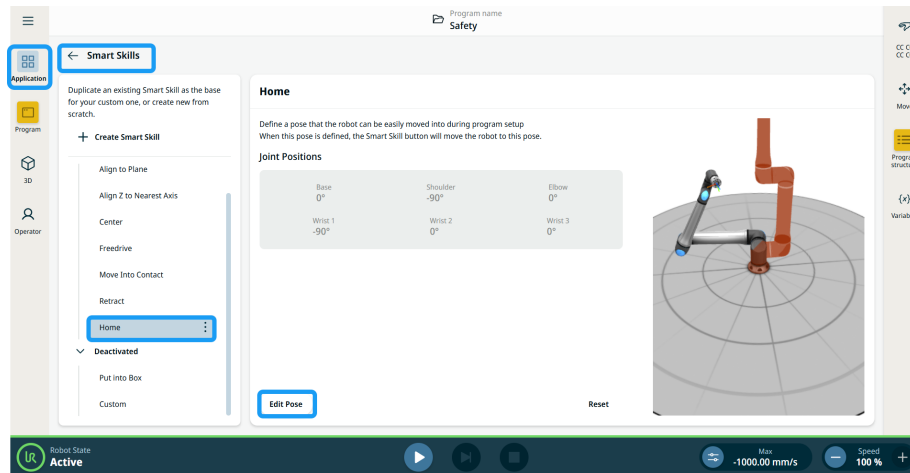 Program name
Safety
Application
Program
3D
Operator
Smart Skills
Duplicate an existing Smart Skill as the base
for your custom one, or create new from
scratch.
Create Smart Skill
Align to Plane
Align Z to Nearest Axis
Center
Freedrive
Move Into Contact
Retract
Home
Deactivated
Put into Box
Custom
Home
Define a pose that the robot can be easily moved into during program setup
When this pose is defined, the Smart Skill button will move the robot to this pose.
Joint Positions
Base Shoulder Elbow
0° -90° 0°
Wrist 1 Wrist 2 Wrist 3
-90° 0° 0°
Edit Pose
Reset
{x}
UR
Robot State
Active
Max
-1000.00 mm/s
Speed
100 %